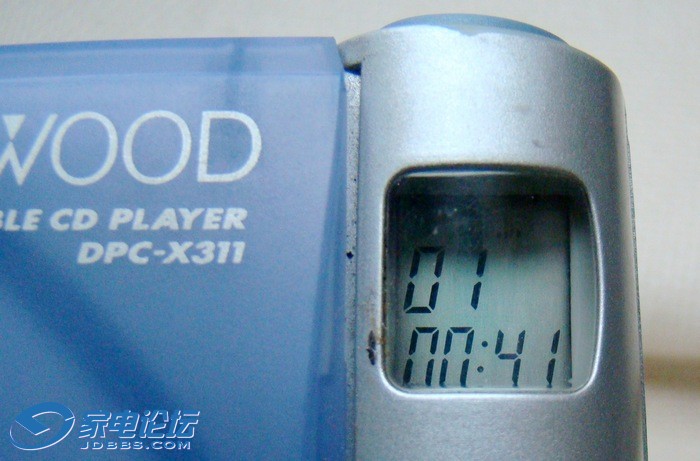 WOOD
BLE CD PLAYER
DPC-X311
01
00:41
家电论坛
JDBBS.COM